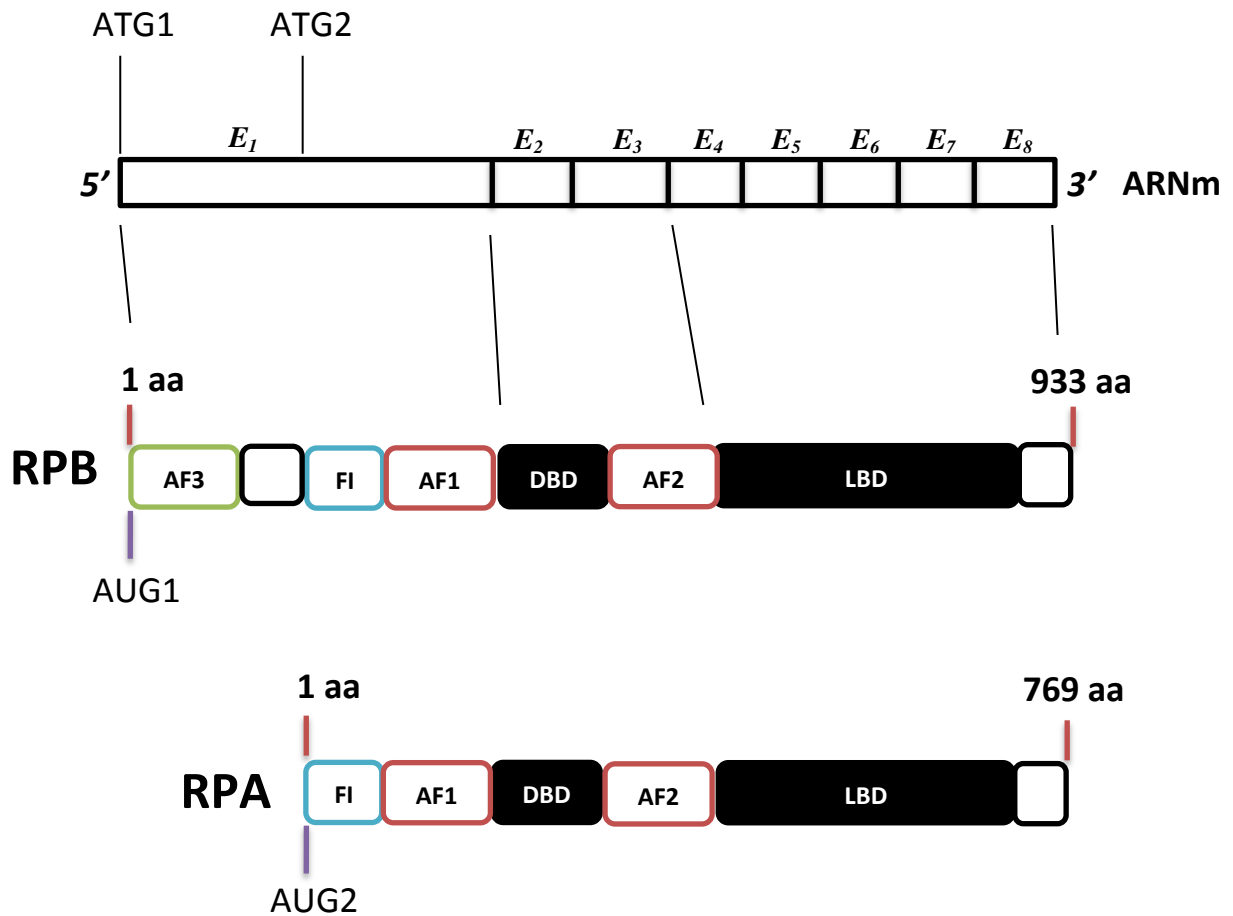 ATG1 ATG2
E1 E2 E3 E4 E5 E6 E7 E8
5’ 3’ ARNm
1 aa 933 aa
RPB AF3 FI AF1 DBD AF2 LBD
AUG1
1 aa 769 aa
RPA FI AF1 DBD AF2 LBD
AUG2